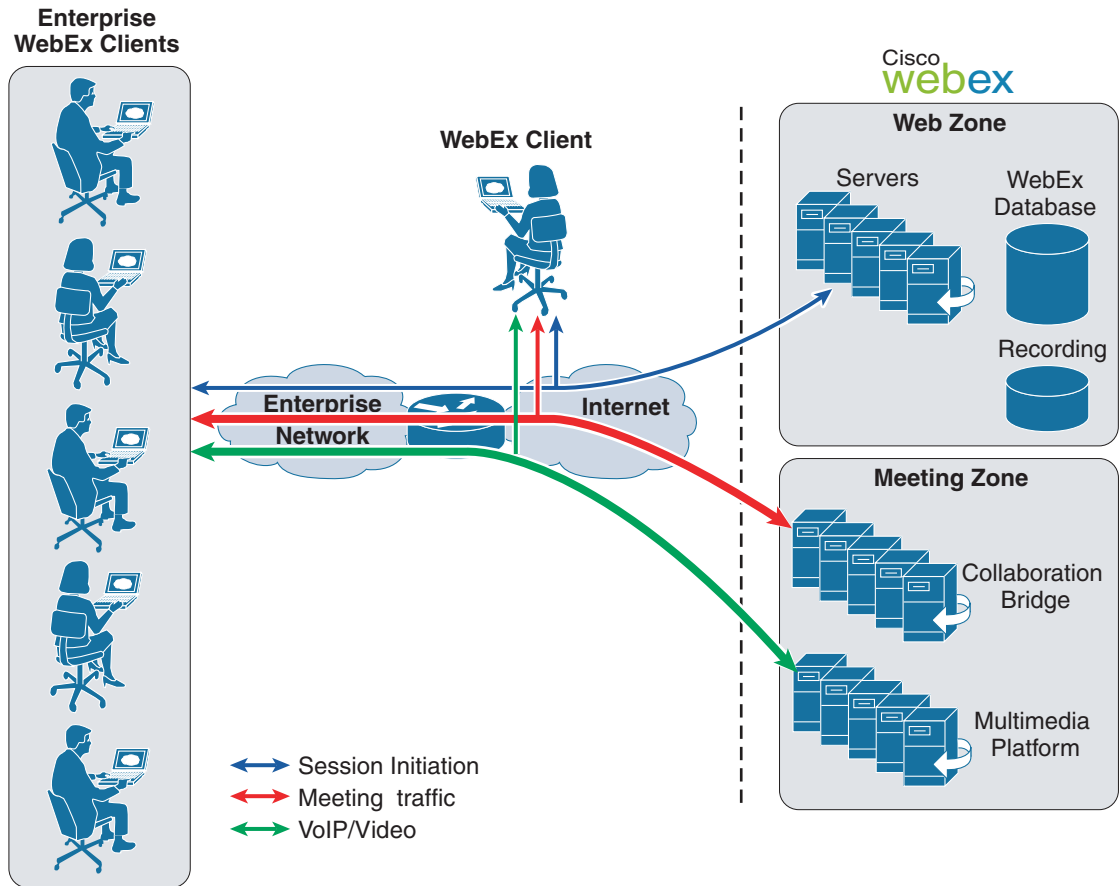 Enterprise
WebEx Clients
WebEx Client
Cisco
webex
Web Zone
Servers
WebEx
Database
Recording
Enterprise
Network
Internet
Meeting Zone
Collaboration
Bridge
Multimedia
Platform
Session Initiation
Meeting traffic
VoIP/Video